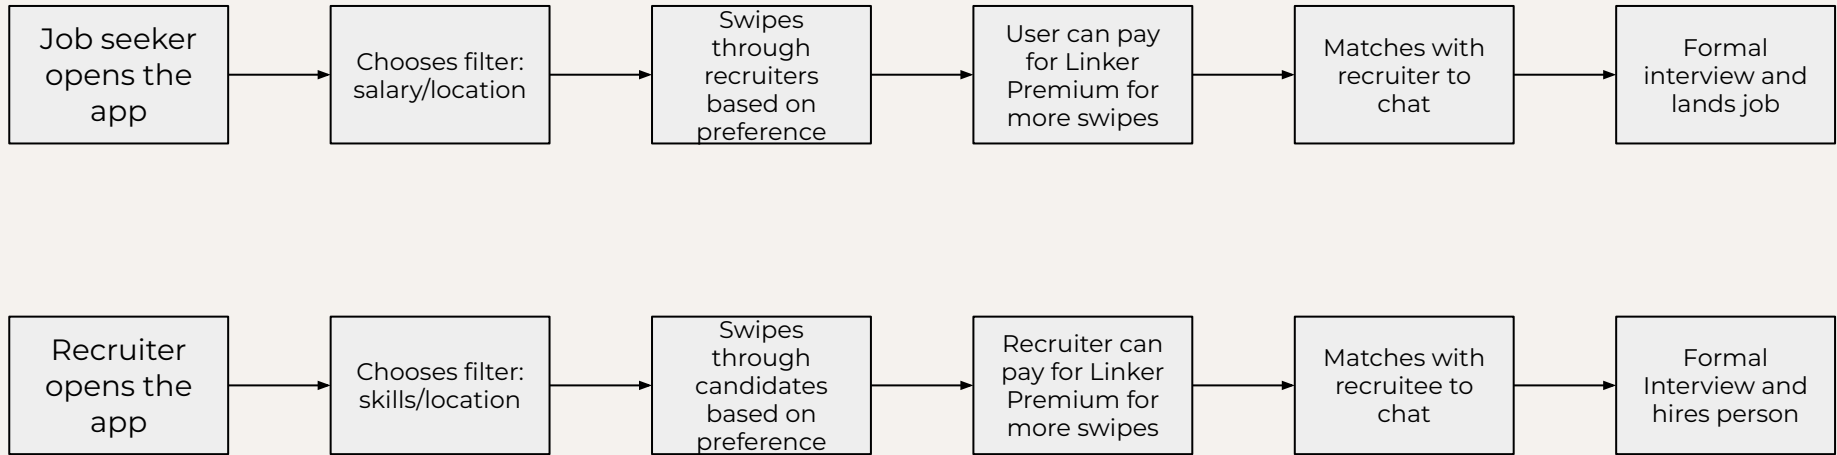 Job seeker
opens the
app
Chooses filter:
salary/location
Swipes
through
recruiters
based on
preference
User can pay
for Linker
Premium for
more swipes
Matches with
recruiter to
chat
Formal
interview and
lands job
Recruiter
opens the
app
Chooses filter:
skills/location
Swipes
through
candidates
based on
preference
Recruiter can
pay for Linker
Premium for
more swipes
Matches with
recruitee to
chat
Formal
Interview and
hires person